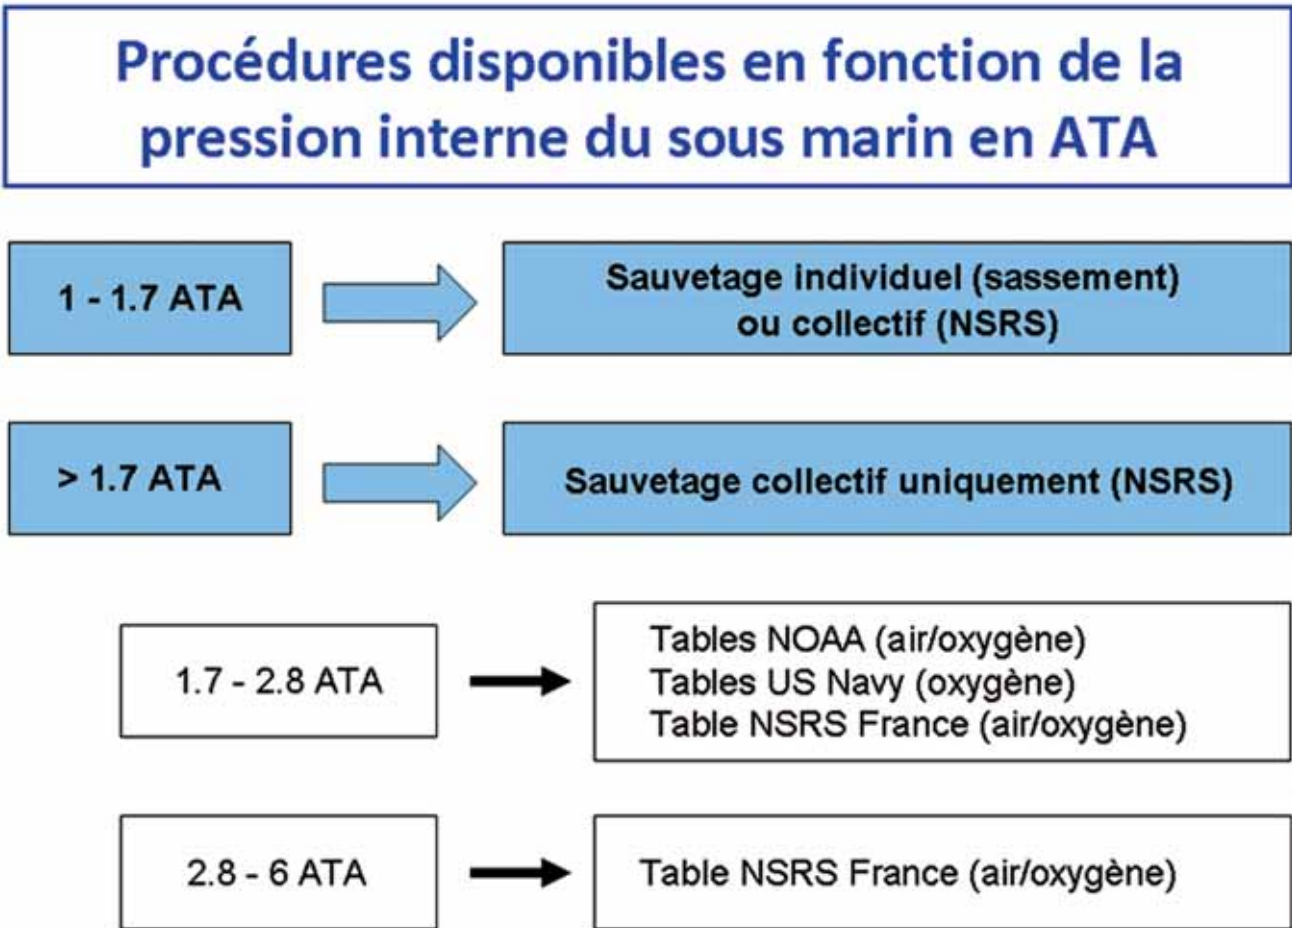 Procédures disponibles en fonction de la
pression interne du sous marin en ATA
1 - 1.7 ATA
Sauvetage individuel (sassement)
ou collectif (NSRS)
> 1.7 ATA
Sauvetage collectif uniquement (NSRS)
1.7 - 2.8 ATA
Tables NOAA (air/oxygène)
Tables US Navy (oxygène)
Table NSRS France (air/oxygène)
2.8 - 6 ATA
Table NSRS France (air/oxygène)